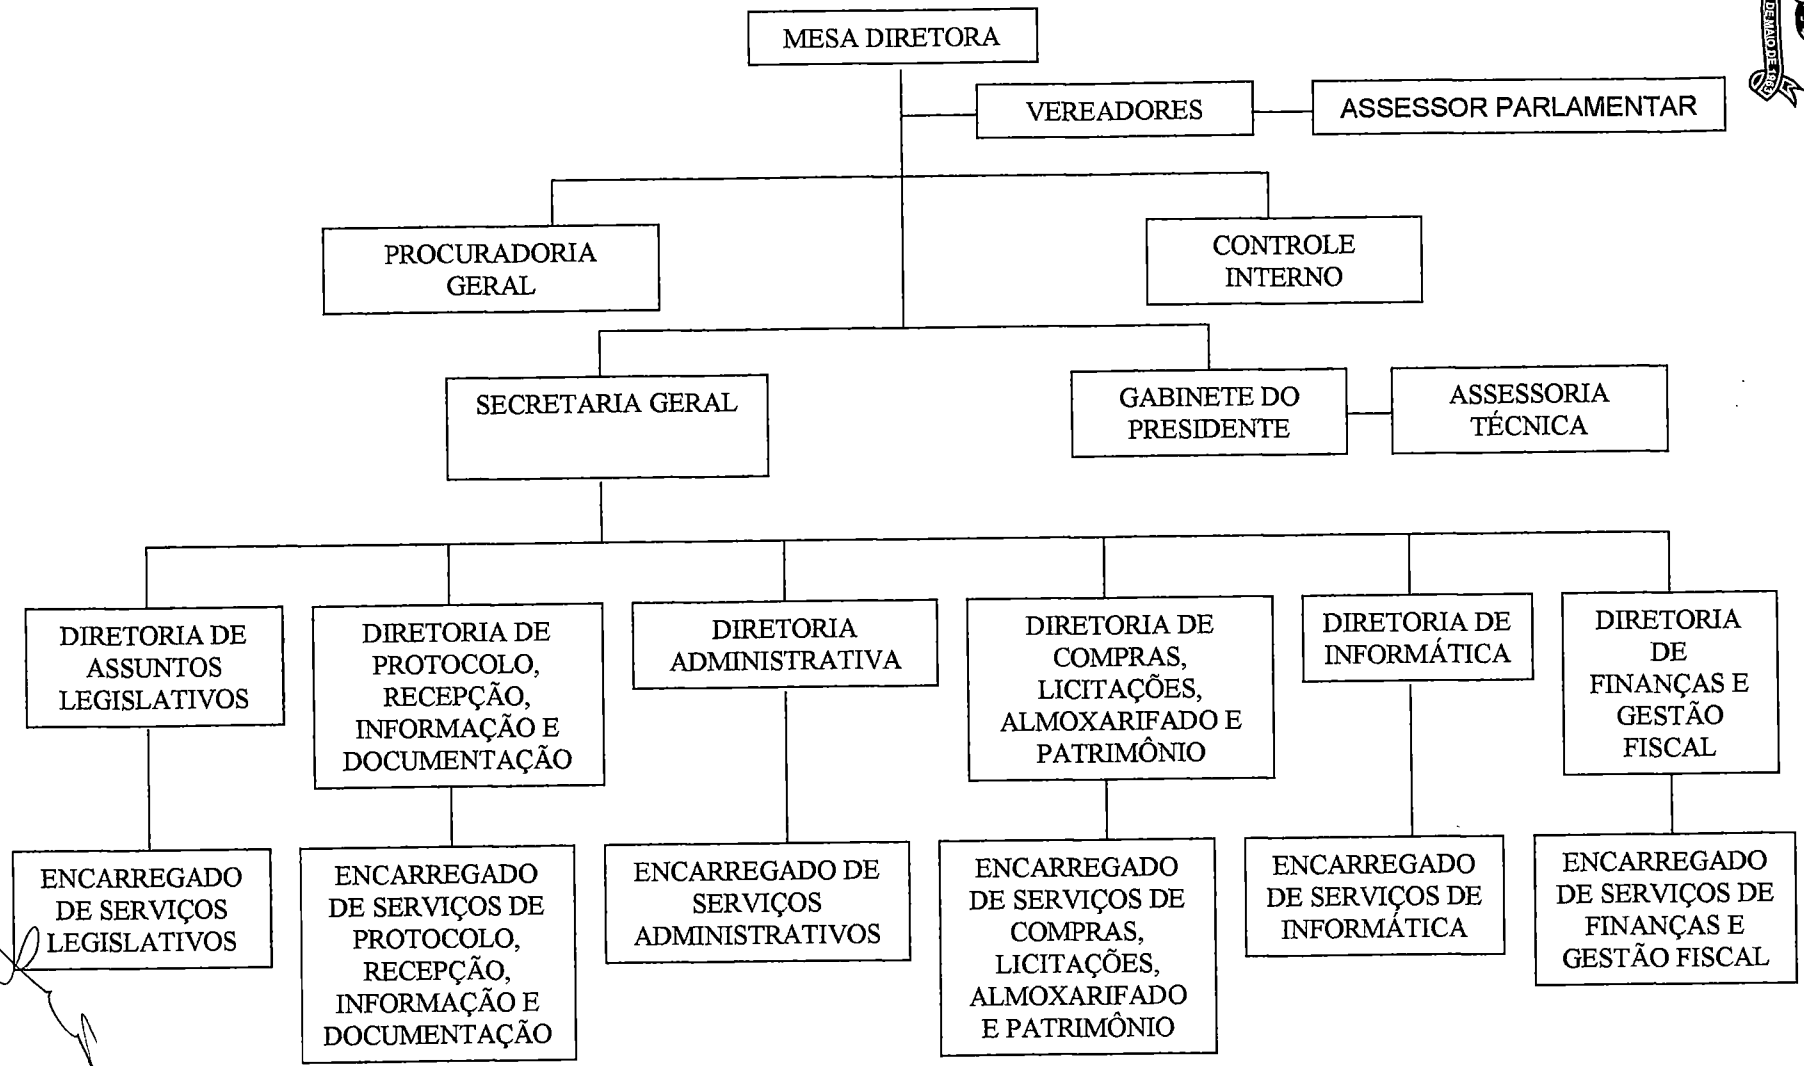 MESA DIRETORA
VEREADORES
ASSESSOR PARLAMENTAR
PROCURADORIA
GERAL
CONTROLE
INTERNO
SECRETARIA GERAL
GABINETE DO
PRESIDENTE
ASSESSORIA
TÉCNICA
DIRETORIA DE
ASSUNTOS
LEGISLATIVOS
DIRETORIA DE
PROTOCOLO,
RECEPÇÃO,
INFORMAÇÃO E
DOCUMENTAÇÃO
DIRETORIA
ADMINISTRATIVA
DIRETORIA DE
COMPRAS,
LICITAÇÕES,
ALMOXARIFADO E
PATRIMÔNIO
DIRETORIA DE
INFORMÁTICA
DIRETORIA
DE
FINANÇAS E
GESTÃO
FISCAL
ENCARREGADO
DE SERVIÇOS
LEGISLATIVOS
ENCARREGADO
DE SERVIÇOS DE
PROTOCOLO,
RECEPÇÃO,
INFORMAÇÃO E
DOCUMENTAÇÃO
ENCARREGADO DE
SERVIÇOS
ADMINISTRATIVOS
ENCARREGADO
DE SERVIÇOS DE
COMPRAS,
LICITAÇÕES,
ALMOXARIFADO
E PATRIMÔNIO
ENCARREGADO
DE SERVIÇOS DE
INFORMÁTICA
ENCARREGADO
DE SERVIÇOS DE
FINANÇAS E
GESTÃO FISCAL
DE MAIO DE